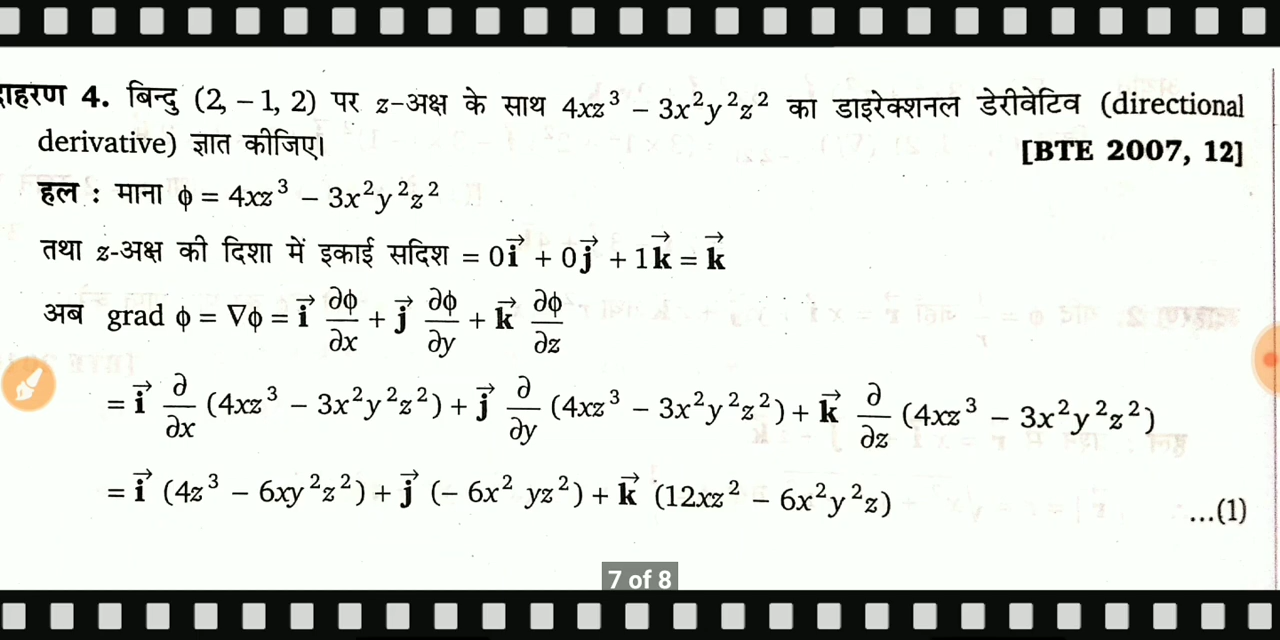 दाहरण 4. बिन्दु (2, – 1, 2) पर z-अक्ष के साथ 4xz³ – 3x²y²z² का डाइरेक्शनल डेरीवेटिव (directional
derivative) ज्ञात कीजिए। [BTE 2007, 12]
हल : माना ϕ = 4xz³ – 3x²y²z²
तथा z-अक्ष की दिशा में इकाई सदिश = 0i⃗ + 0j⃗ + 1k⃗ = k⃗
अब grad ϕ = ∇ϕ = i⃗ ∂ϕ/∂x + j⃗ ∂ϕ/∂y + k⃗ ∂ϕ/∂z
= i⃗ ∂/∂x (4xz³ – 3x²y²z²) + j⃗ ∂/∂y (4xz³ – 3x²y²z²) + k⃗ ∂/∂z (4xz³ – 3x²y²z²)
= i⃗ (4z³ – 6xy²z²) + j⃗ (– 6x² yz²) + k⃗ (12xz² – 6x²y²z) ...(1)
7 of 8